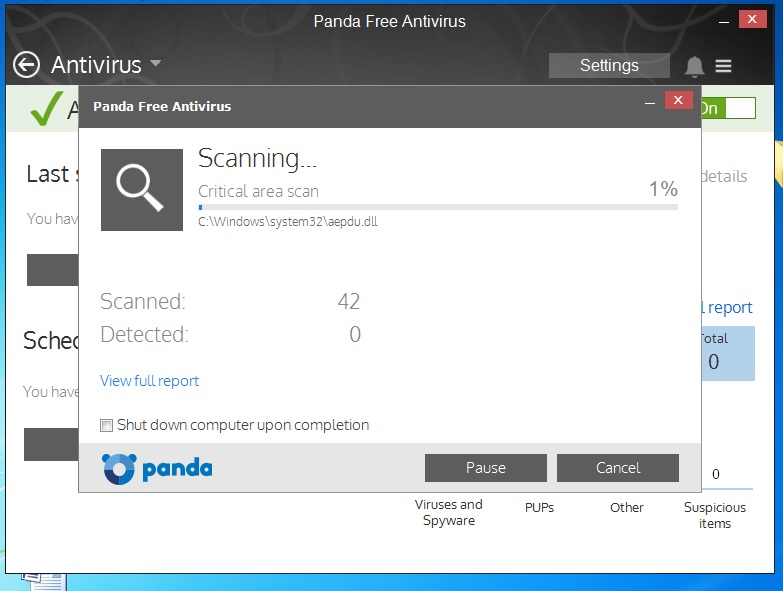 Panda Free Antivirus
Antivirus
Settings
Panda Free Antivirus
On
Last
Scanning...
Critical area scan
1%
C:\Windows\system32\aepdu.dll
details
You have
Scanned: 42
Detected: 0
report
Total
0
View full report
You have
Shut down computer upon completion
panda
Pause
Cancel
0
Viruses and
Spyware
PUPs
Other
Suspicious
items